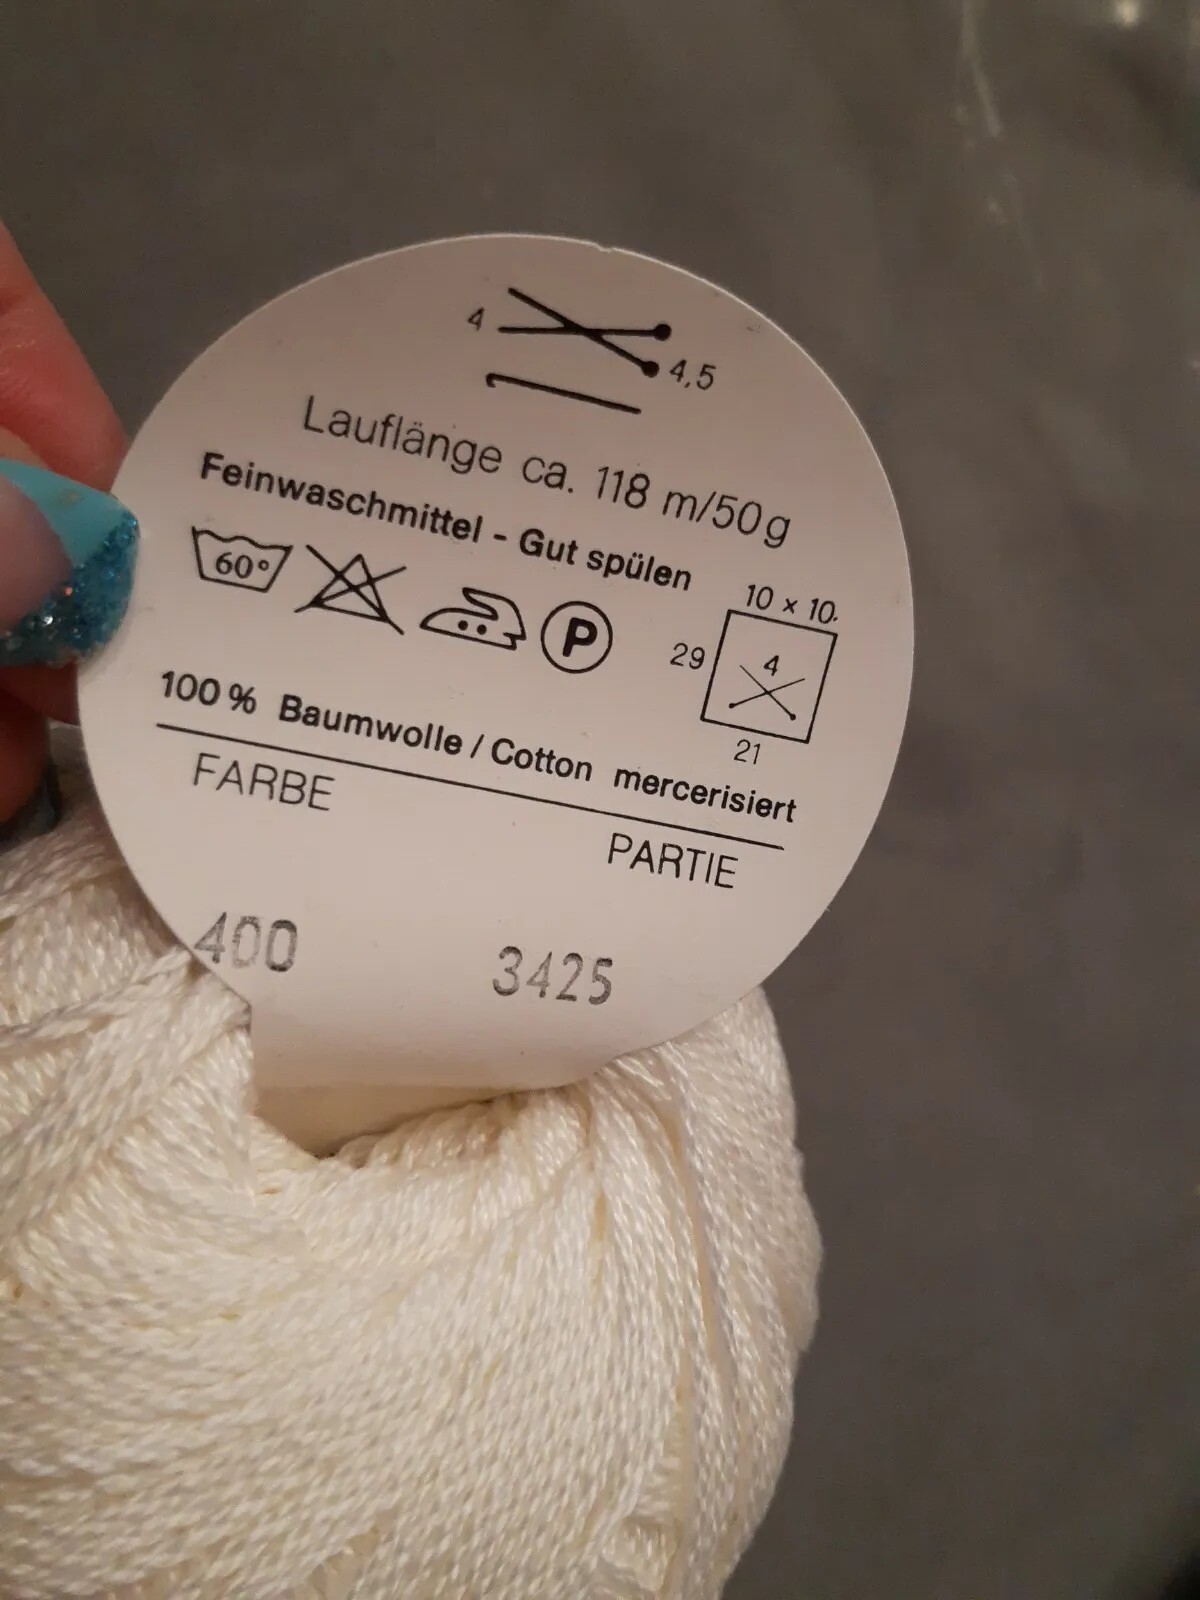 4
4,5
Lauflänge ca. 118 m/50g
Feinwaschmittel - Gut spülen
60°
P
10 x 10.
29
4
21
100% Baumwolle / Cotton mercerisiert
FARBE
PARTIE
400
3425